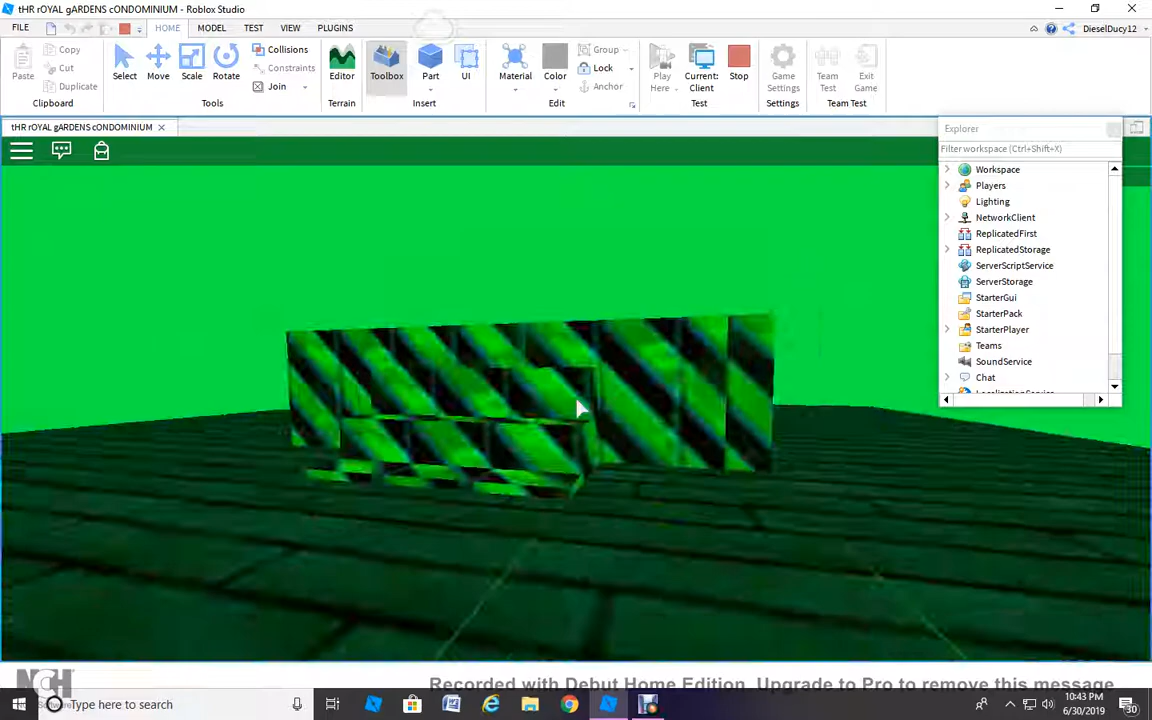 tHR rOYAL gARDENS cONDOMINIUM - Roblox Studio
FILE HOME MODEL TEST VIEW PLUGINS DieselDucy12
Paste Copy Cut Duplicate Clipboard
Select Move Scale Rotate Collisions Constraints Join Tools
Editor Terrain
Toolbox Part UI Insert
Material Color Group Lock Anchor Edit
Play Here Current: Client Stop Test
Game Settings Settings
Team Test Exit Game Team Test
tHR rOYAL gARDENS cONDOMINIUM
Explorer
Filter workspace (Ctrl+Shift+X)
Workspace
Players
Lighting
NetworkClient
ReplicatedFirst
ReplicatedStorage
ServerScriptService
ServerStorage
StarterGui
StarterPack
StarterPlayer
Teams
SoundService
Chat
LocalizationService
NCH
Recorded with Debut Home Edition. Upgrade to Pro to remove this message
Type here to search
10:43 PM
6/30/2019
30